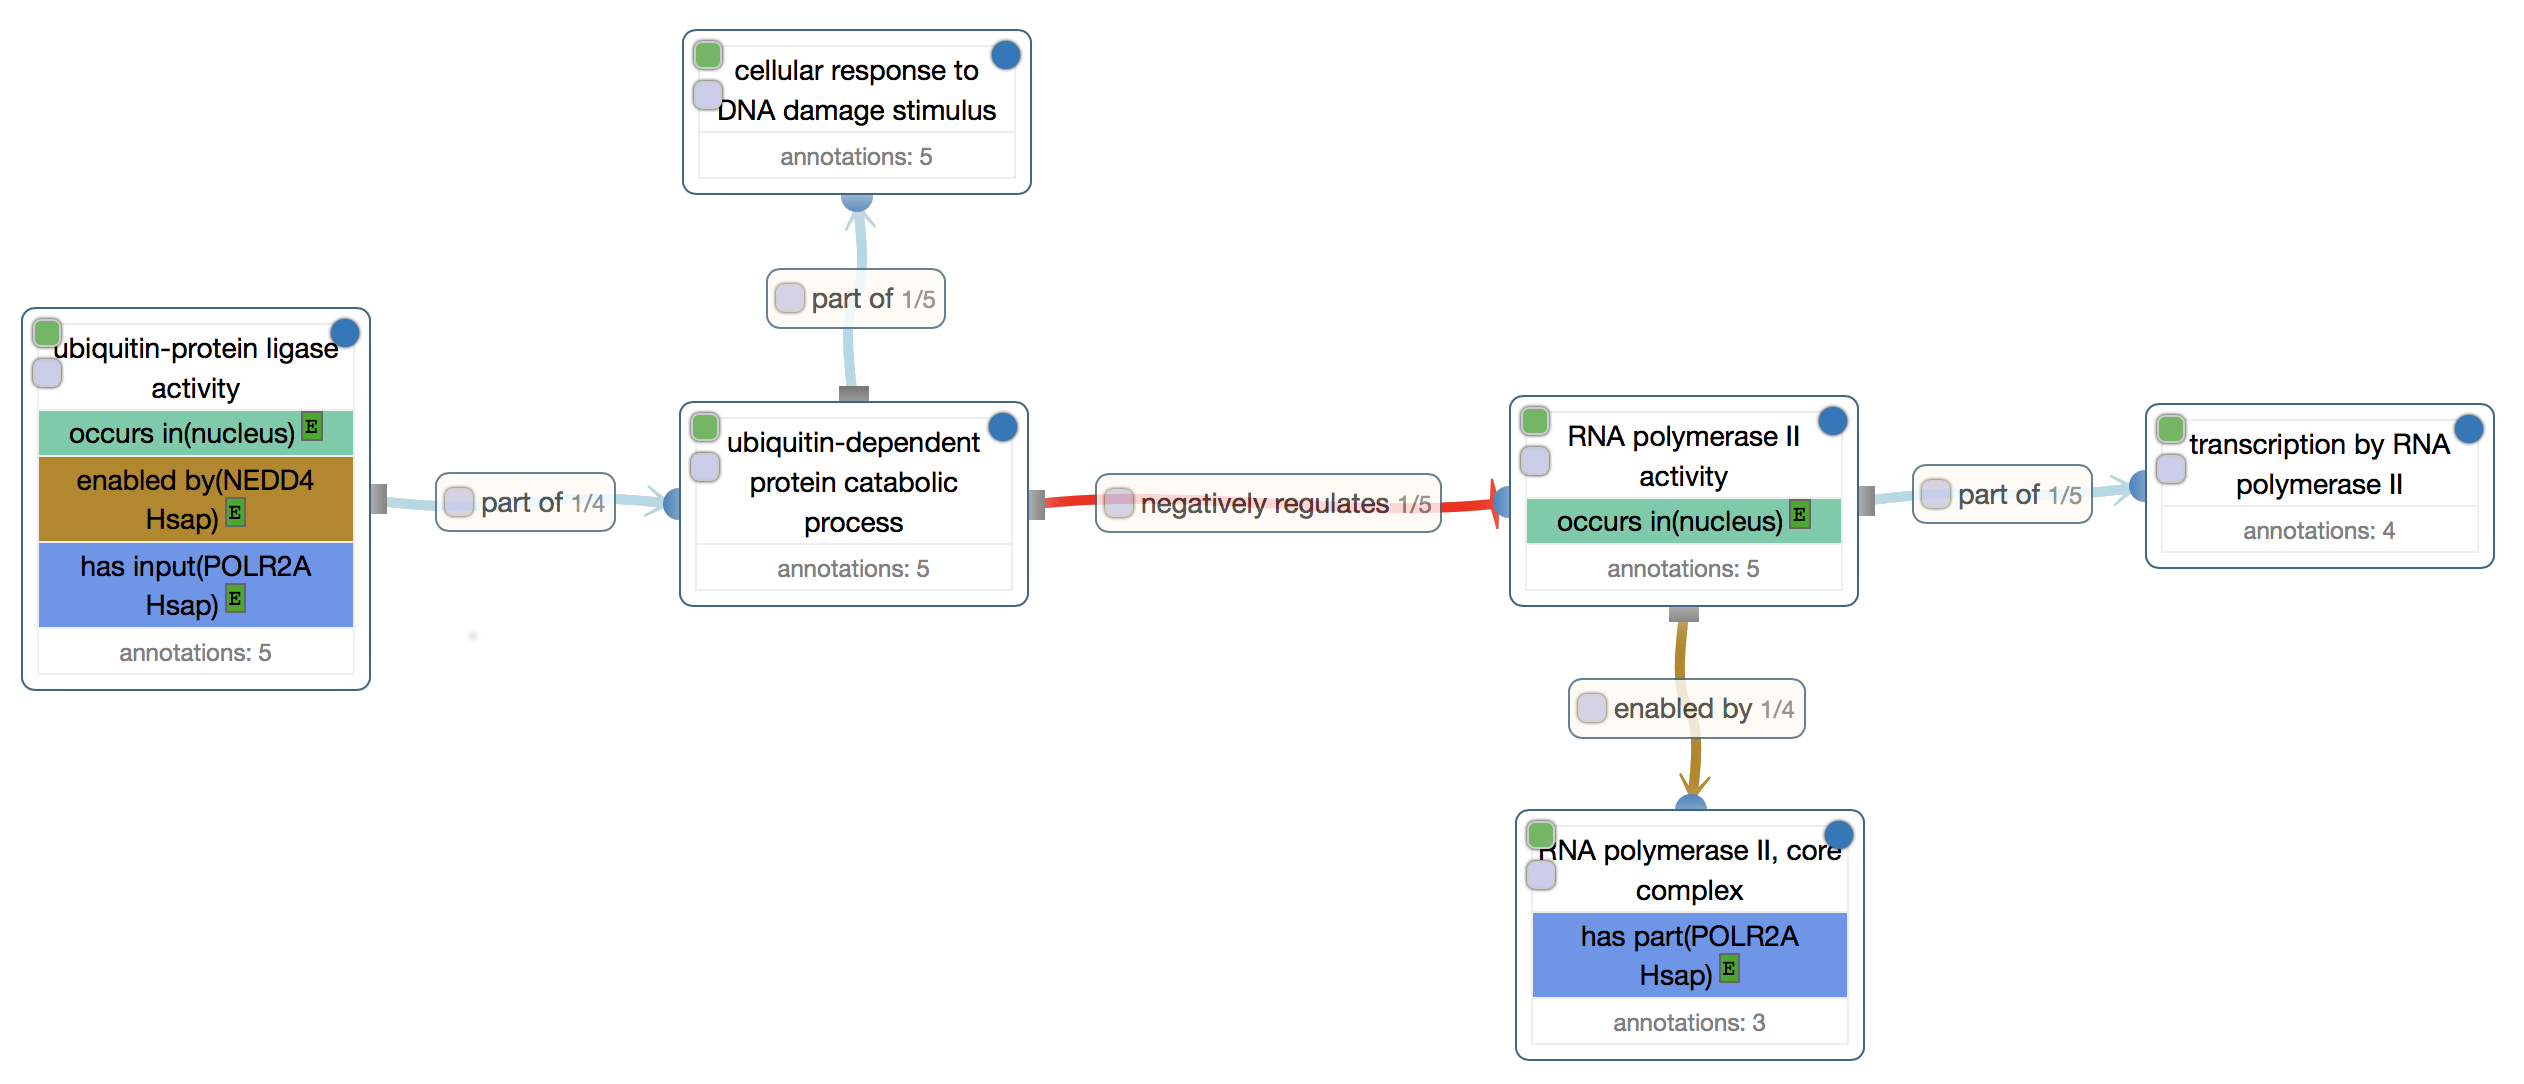 cellular response to
DNA damage stimulus
annotations: 5
part of 1/5
ubiquitin-protein ligase
activity
occurs in(nucleus) E
enabled by(NEDD4
Hsap) E
has input(POLR2A
Hsap) E
annotations: 5
part of 1/4
ubiquitin-dependent
protein catabolic
process
annotations: 5
negatively regulates 1/5
RNA polymerase II
activity
occurs in(nucleus) E
annotations: 5
part of 1/5
transcription by RNA
polymerase II
annotations: 4
enabled by 1/4
RNA polymerase II, core
complex
has part(POLR2A
Hsap) E
annotations: 3